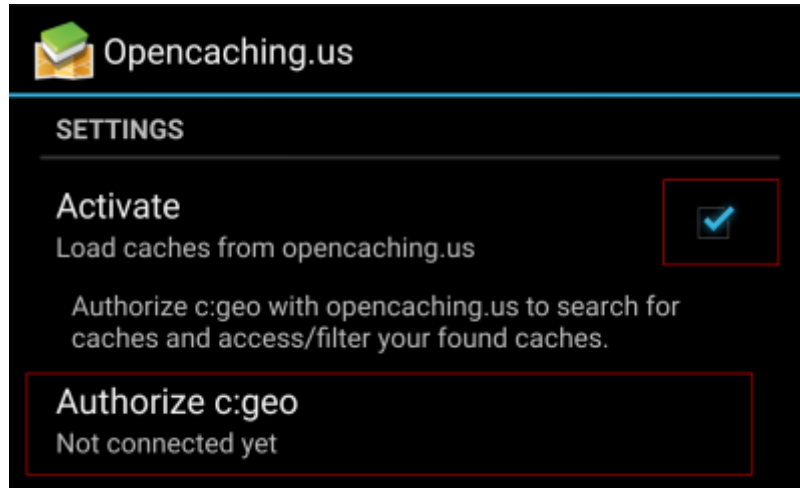 Opencaching.us
SETTINGS
Activate
Load caches from opencaching.us
Authorize c:geo with opencaching.us to search for
caches and access/filter your found caches.
Authorize c:geo
Not connected yet